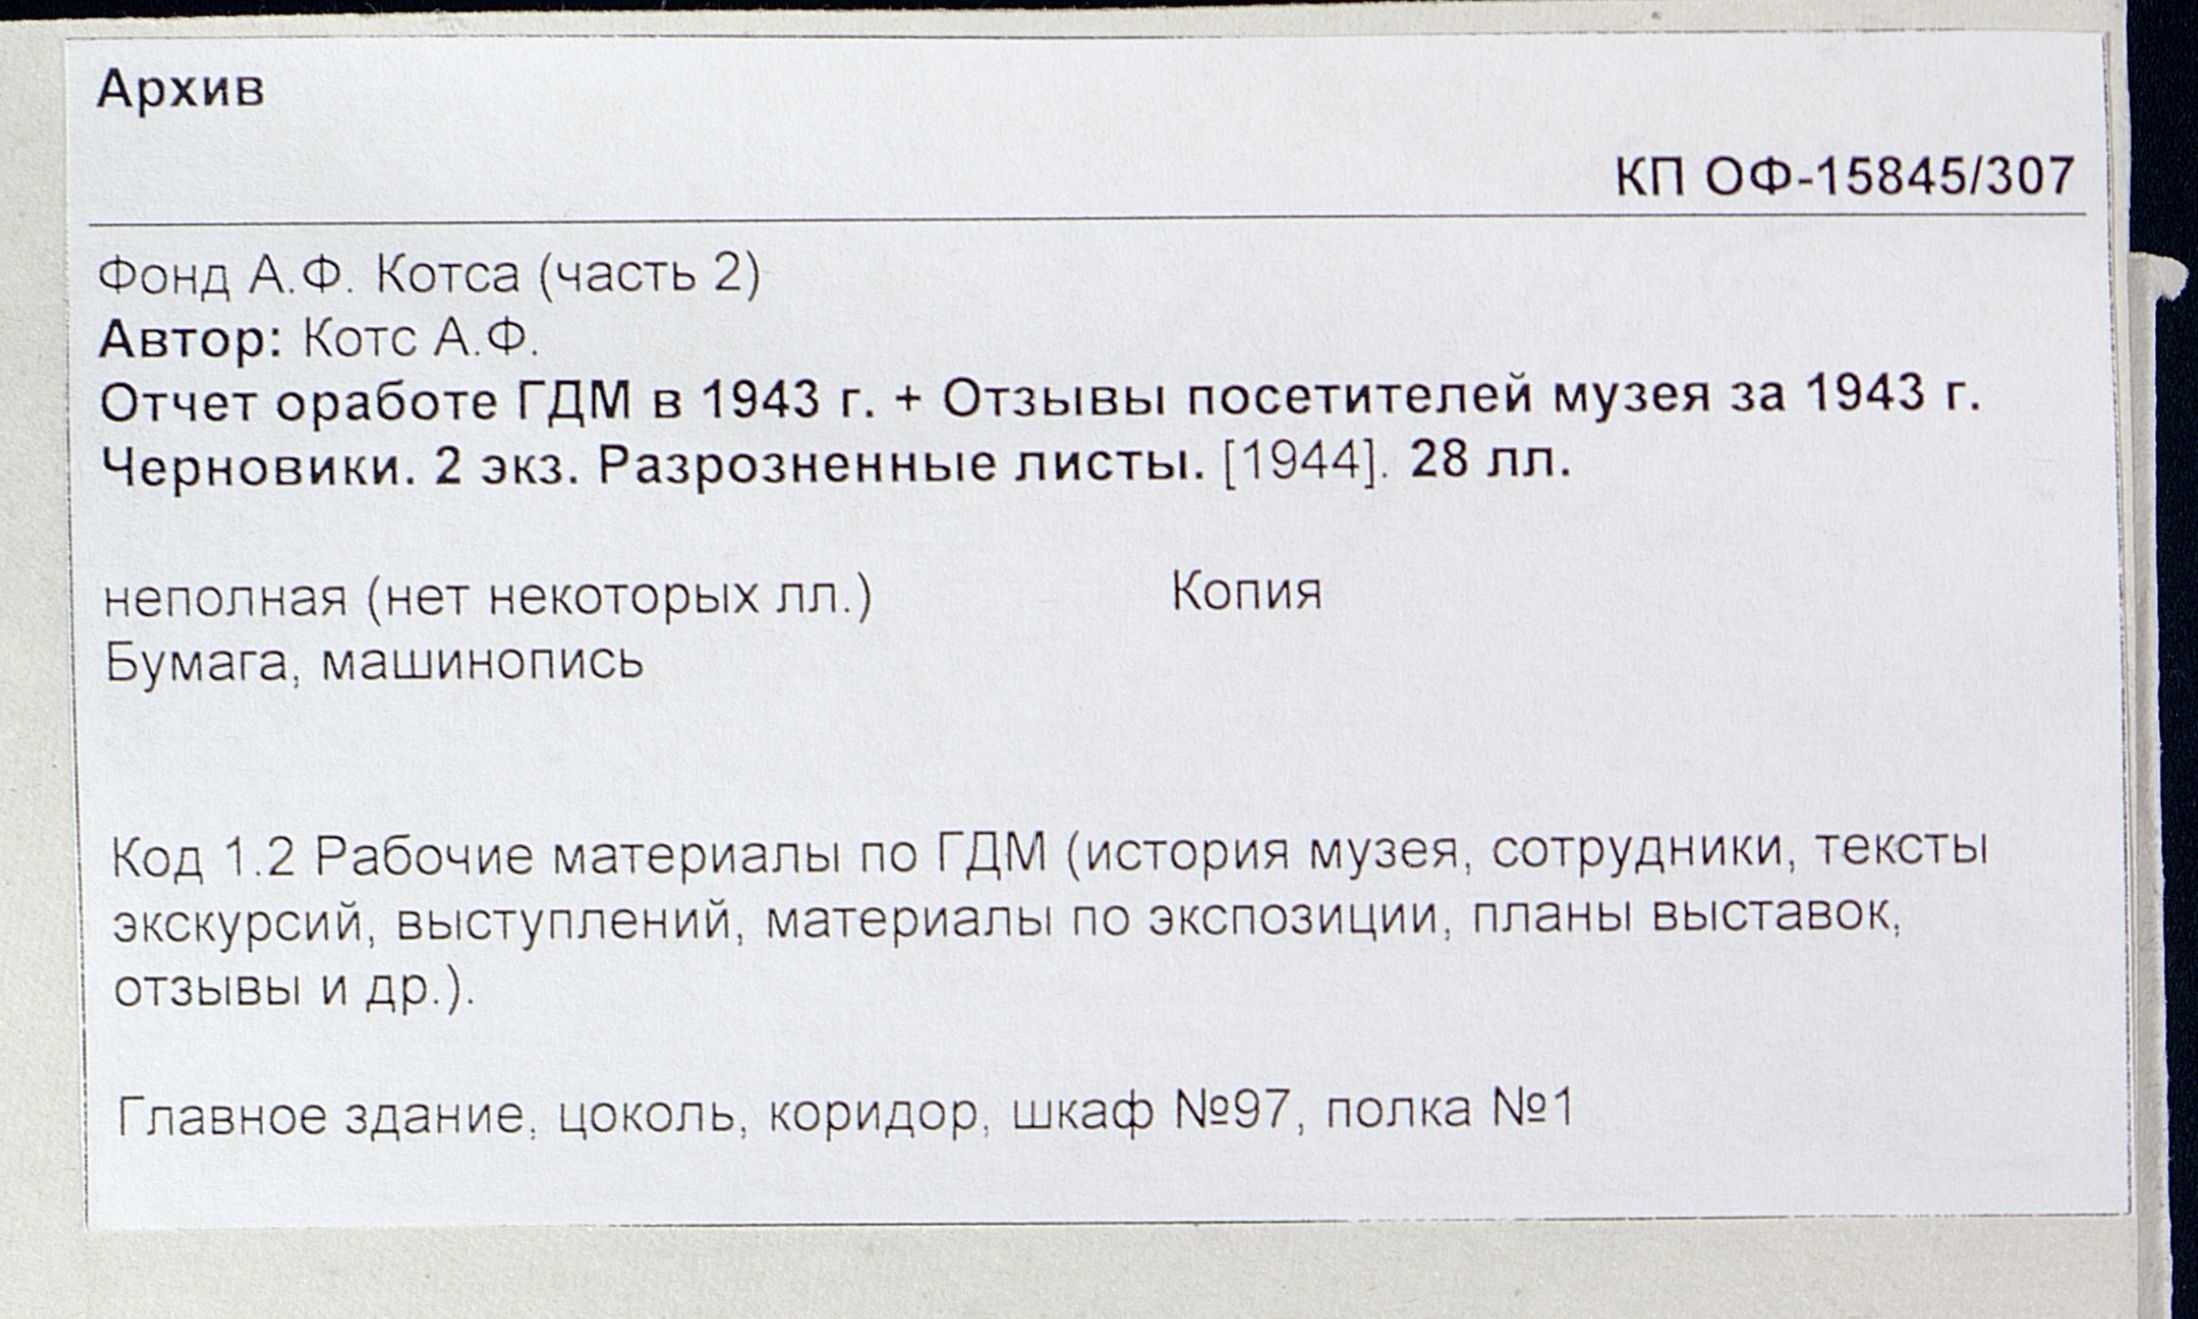 Архив
КП ОФ-15845/307
Фонд А.Ф. Котса (часть 2)
Автор: Котс А.Ф.
Отчет оработе ГДМ в 1943 г. + Отзывы посетителей музея за 1943 г.
Черновики. 2 экз. Разрозненные листы. [1944]. 28 лл.
неполная (нет некоторых лл.) Копия
Бумага, машинопись
Код 1.2 Рабочие материалы по ГДМ (история музея, сотрудники, тексты
экскурсий, выступлений, материалы по экспозиции, планы выставок,
отзывы и др.).
Главное здание, цоколь, коридор, шкаф №97, полка №1